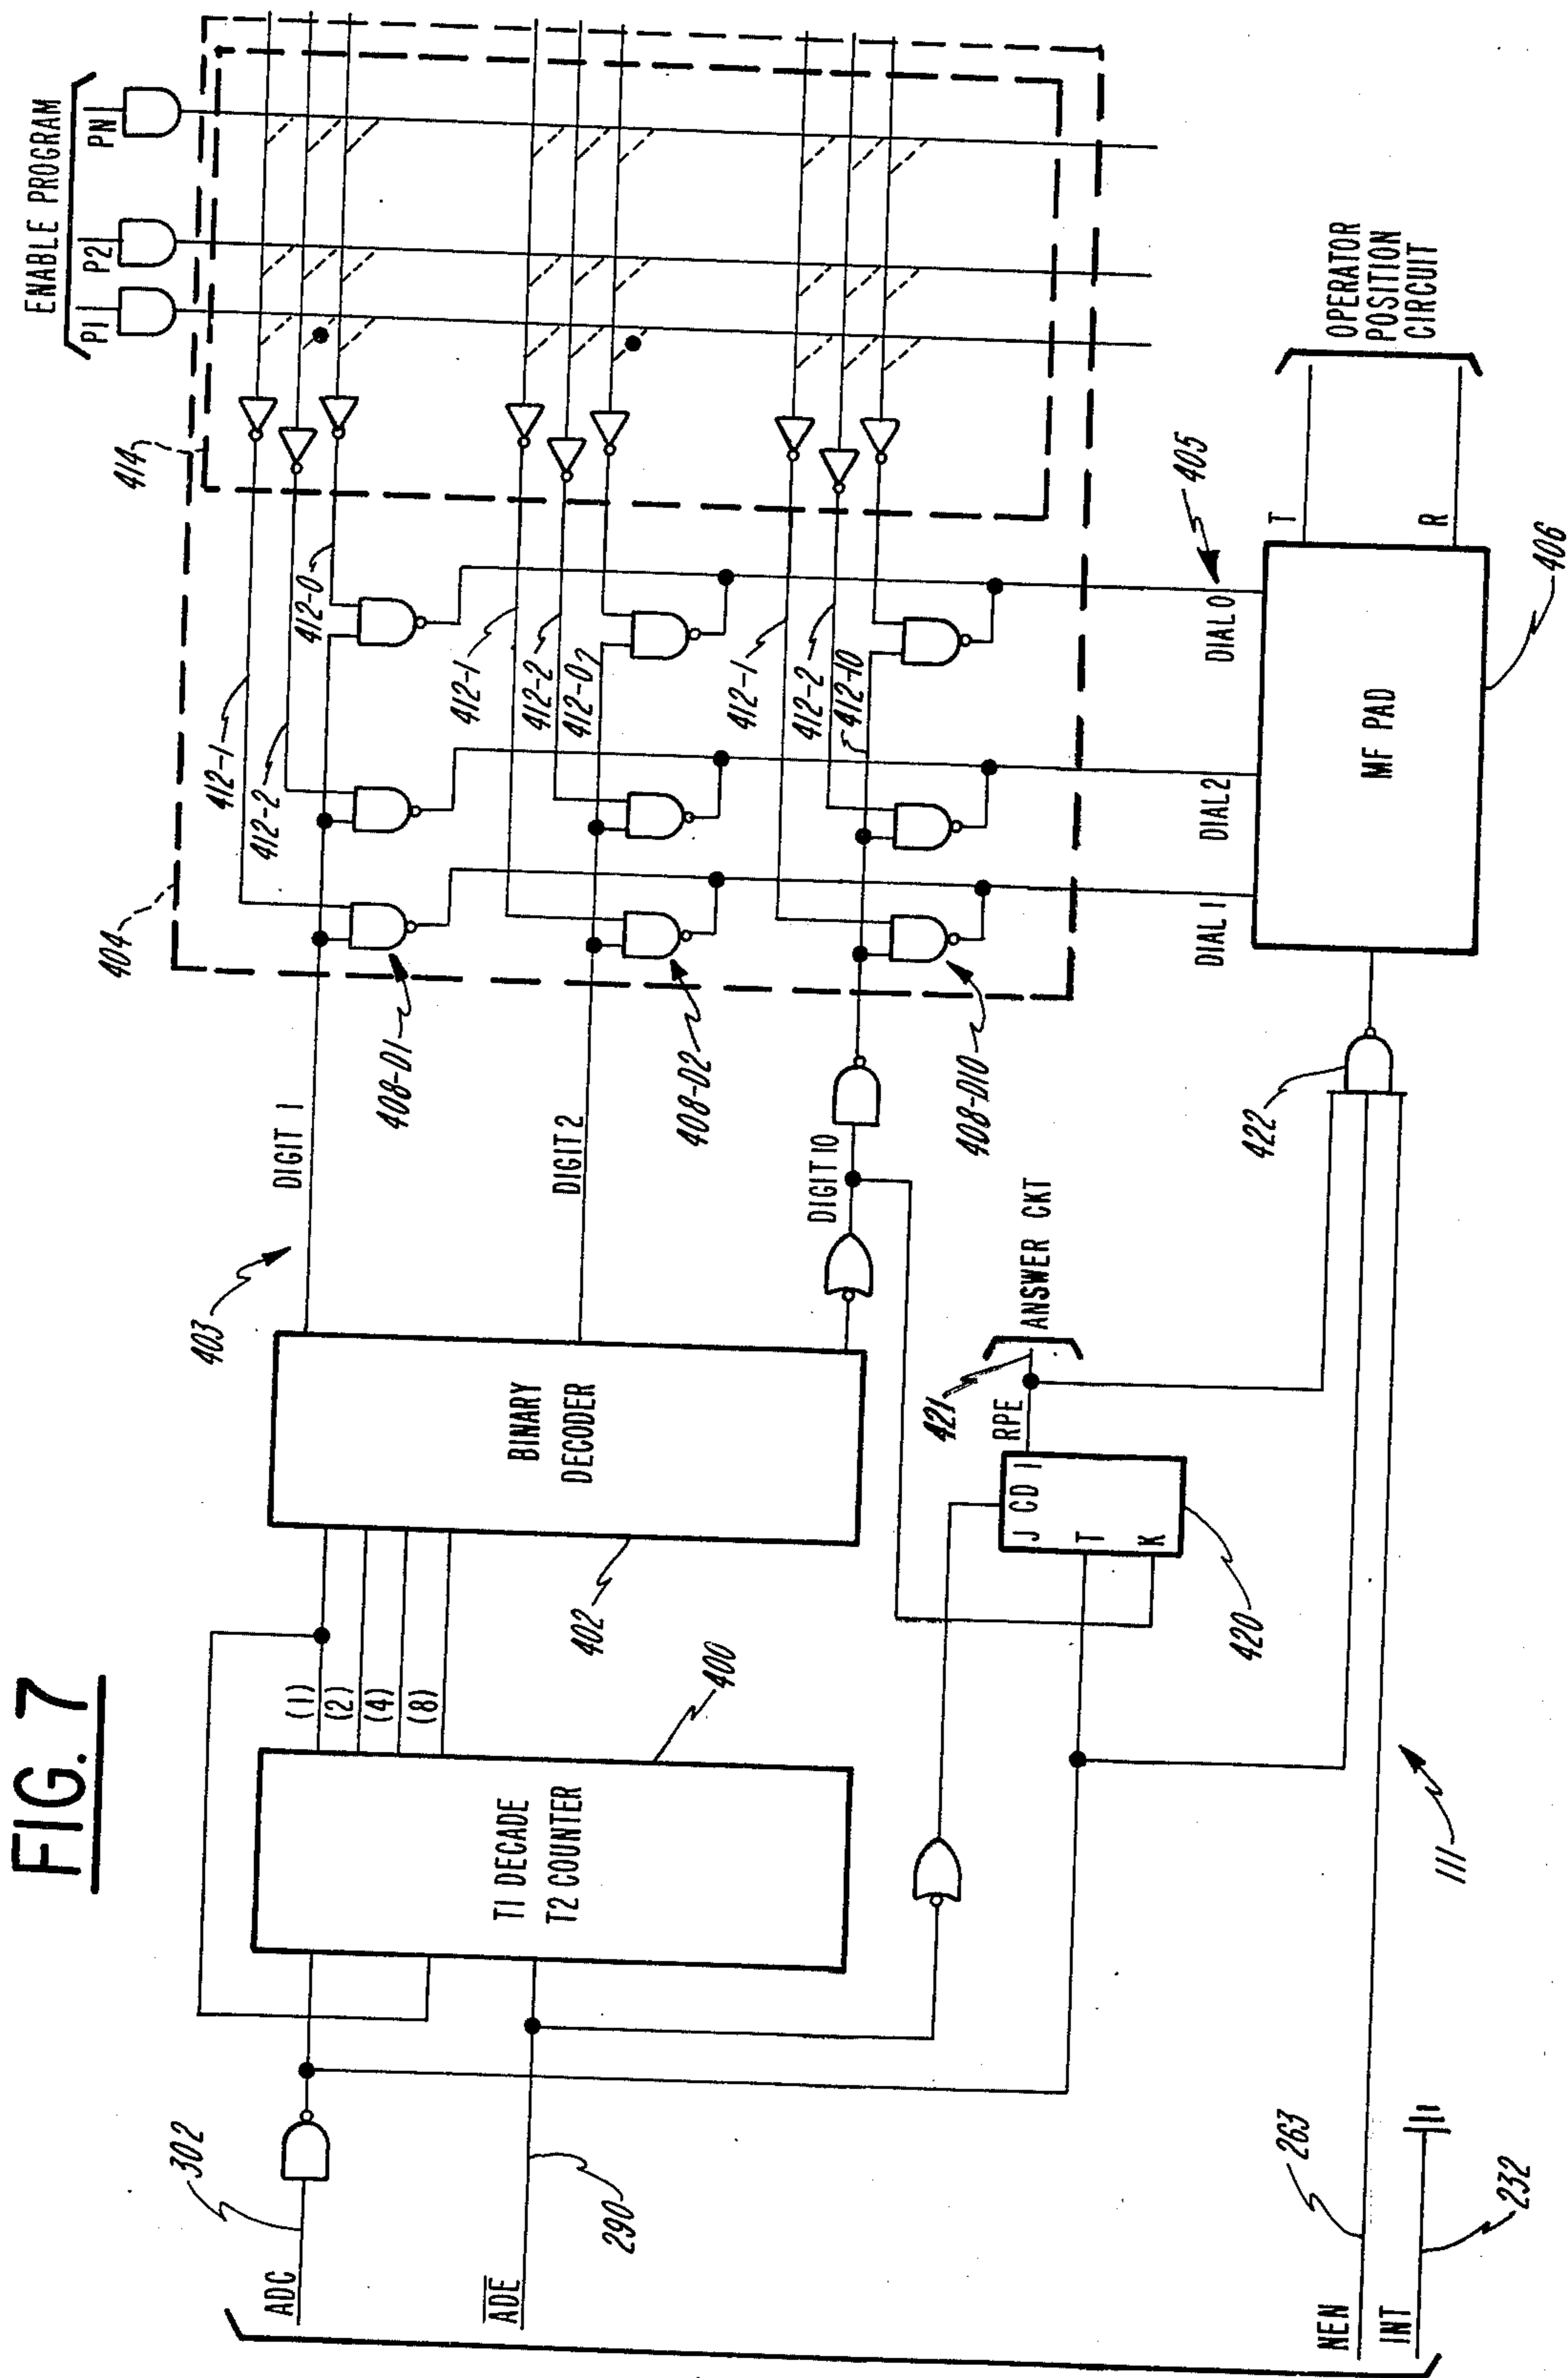 FIG. 7
ENABLE PROGRAM
P1
P2
PN
414
404
412-1
412-2
412-0
412-1
412-2
412-0
412-1
412-2
412-10
403
DIGIT 1
408-D1
DIGIT 2
408-D2
DIGIT 10
408-D10
302
ADC
T1 DECADE
T2 COUNTER
400
(1)
(2)
(4)
(8)
BINARY
DECODER
402
ADE
290
J CD 1
T
K
420
RPE
421
ANSWER CKT
422
DIAL 1
DIAL 2
DIAL 0
405
MF PAD
406
T
R
OPERATOR
POSITION
CIRCUIT
NEN
263
INT
232
111